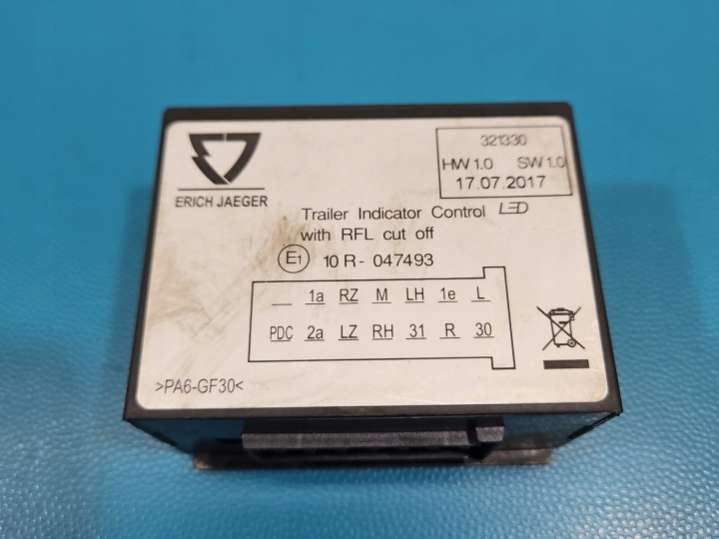 ERICH JAEGER
321330
HW 1.0 SW 1.0
17.07.2017
Trailer Indicator Control LED
with RFL cut off
E1 10 R - 047493
1a RZ M LH 1e L
PDC 2a LZ RH 31 R 30
>PA6-GF30<